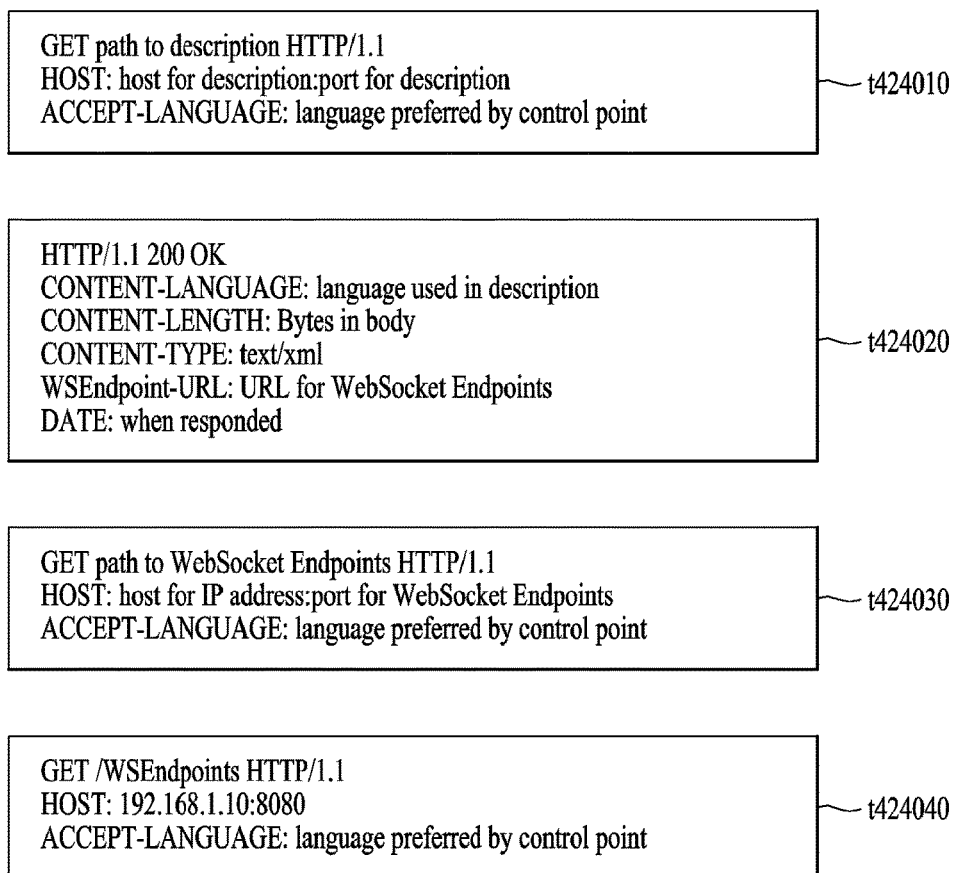 GET path to description HTTP/1.1
HOST: host for description:port for description
ACCEPT-LANGUAGE: language preferred by control point
t424010
HTTP/1.1 200 OK
CONTENT-LANGUAGE: language used in description
CONTENT-LENGTH: Bytes in body
CONTENT-TYPE: text/xml
WSEndpoint-URL: URL for WebSocket Endpoints
DATE: when responded
t424020
GET path to WebSocket Endpoints HTTP/1.1
HOST: host for IP address:port for WebSocket Endpoints
ACCEPT-LANGUAGE: language preferred by control point
t424030
GET /WSEndpoints HTTP/1.1
HOST: 192.168.1.10:8080
ACCEPT-LANGUAGE: language preferred by control point
t424040